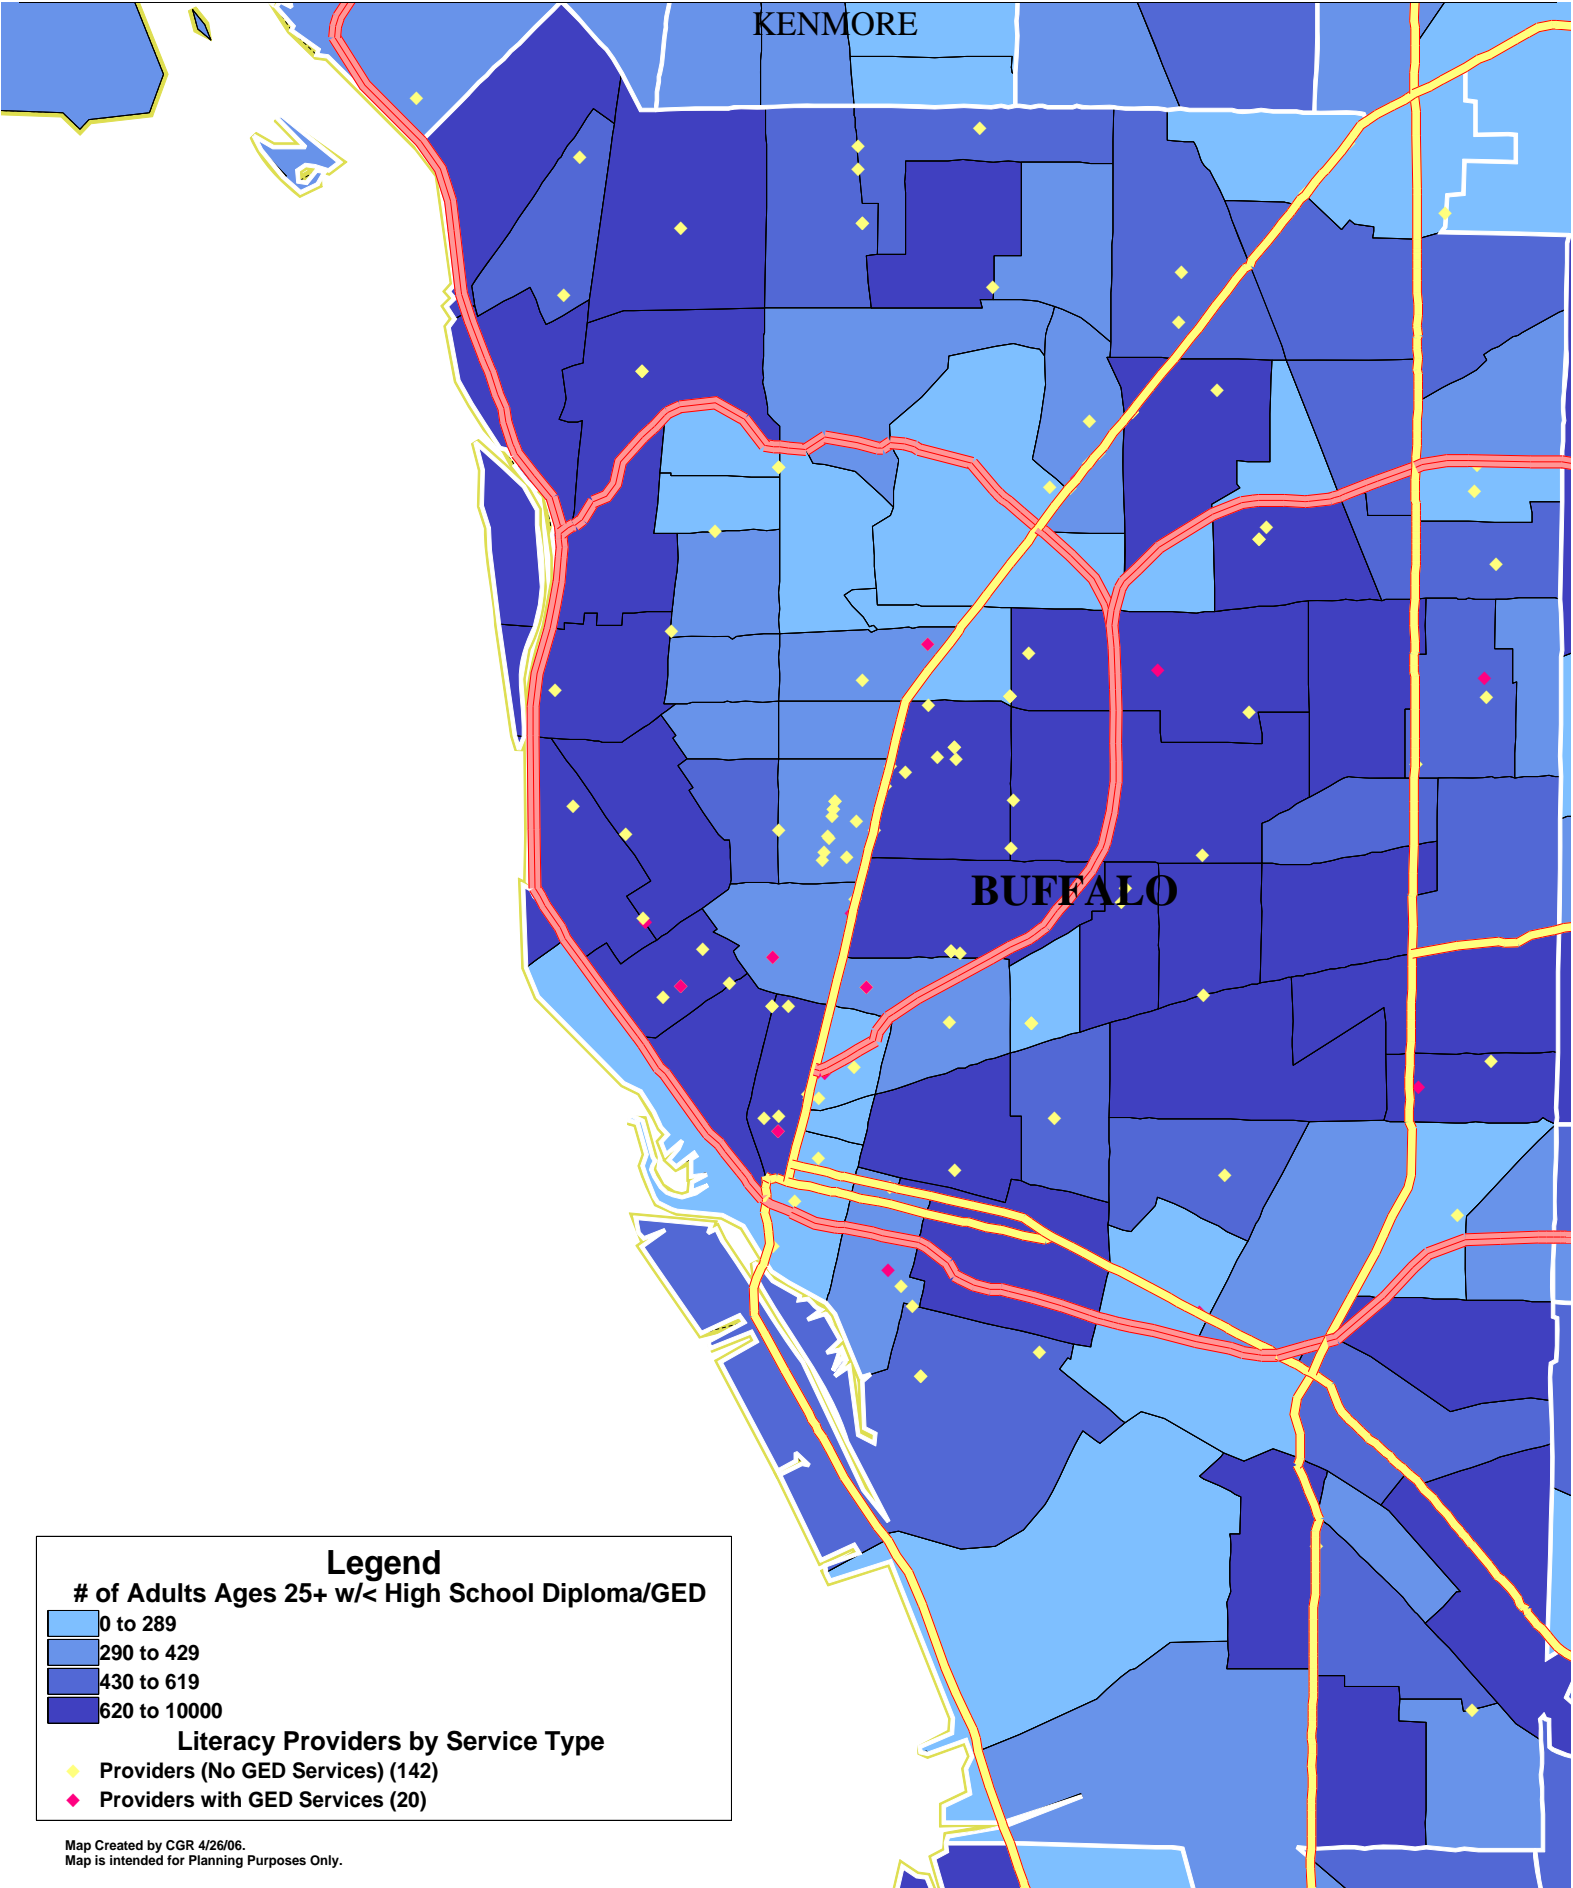 KENMORE
BUFFALO
Legend
# of Adults Ages 25+ w/< High School Diploma/GED
0 to 289
290 to 429
430 to 619
620 to 10000
Literacy Providers by Service Type
Providers (No GED Services) (142)
Providers with GED Services (20)
Map Created by CGR 4/26/06.
Map is intended for Planning Purposes Only.